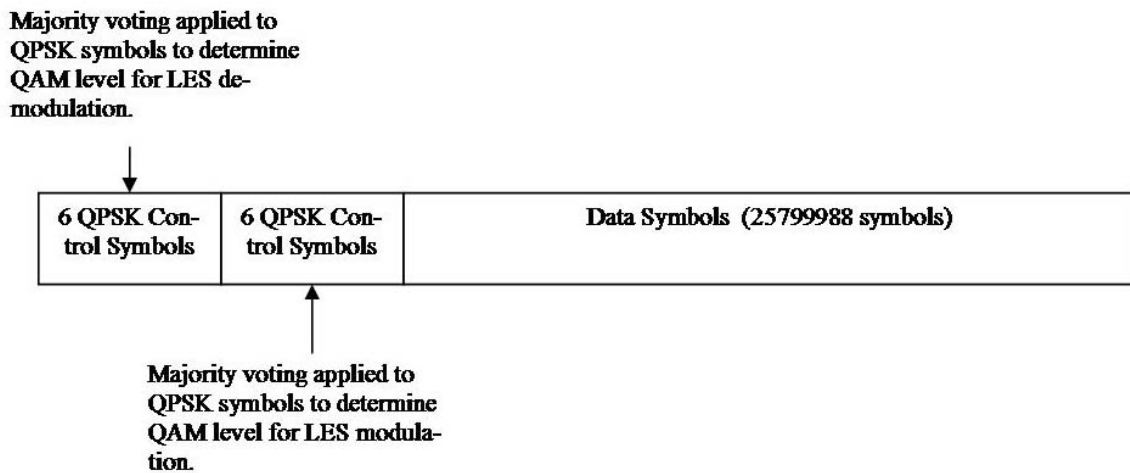 Majority voting applied to
QPSK symbols to determine
QAM level for LES de-
modulation.
6 QPSK Con-
trol Symbols
6 QPSK Con-
trol Symbols
Data Symbols (25799988 symbols)
Majority voting applied to
QPSK symbols to determine
QAM level for LES modula-
tion.